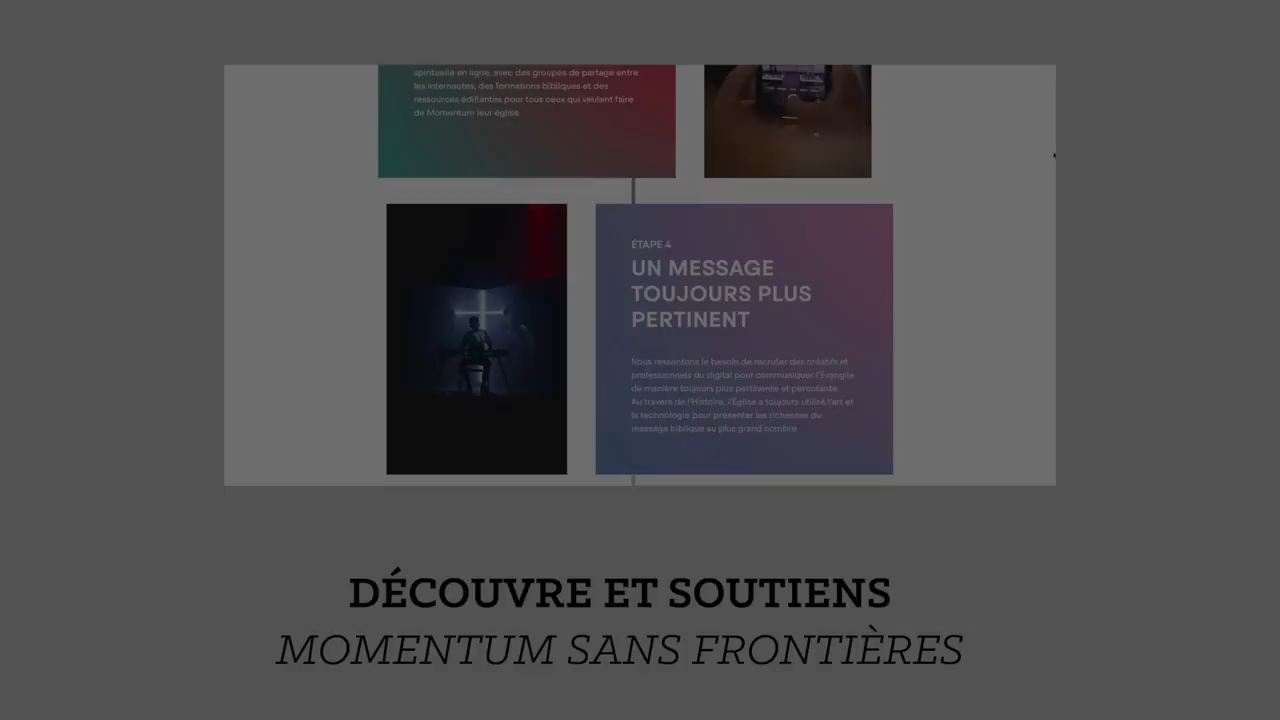 spirituelle en ligne, avec des groupes de partage entre
les internautes, des formations bibliques et des
ressources édifiantes pour tous ceux qui veulent faire
de Momentum leur église
ÉTAPE 4
UN MESSAGE
TOUJOURS PLUS
PERTINENT
Nous ressentons le besoin de recruter des créatifs et
professionnels du digital pour communiquer l'Évangile
de manière toujours plus pertinente et percutante.
Au travers de l'Histoire, l'Église a toujours utilisé l'art et
la technologie pour présenter les richesses du
message biblique au plus grand nombre.
DÉCOUVRE ET SOUTIENS
MOMENTUM SANS FRONTIÈRES